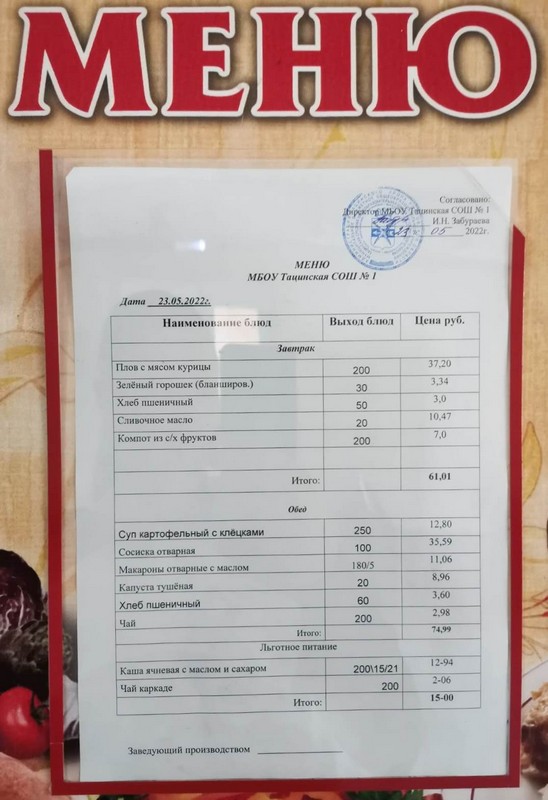 МЕНЮ
Согласовано:
Директор МБОУ Тацинская СОШ № 1
И.Н. Забураева
23 05 2022г.
МЕНЮ
МБОУ Тацинская СОШ № 1
Дата 23.05.2022г.
Наименование блюд Выход блюд Цена руб.
Завтрак
Плов с мясом курицы 200 37,20
Зелёный горошек (бланширов.) 30 3,34
Хлеб пшеничный 50 3,0
Сливочное масло 20 10,47
Компот из с/х фруктов 200 7,0
Итого: 61,01
Обед
Суп картофельный с клёцками 250 12,80
Сосиска отварная 100 35,59
Макароны отварные с маслом 180/5 11,06
Капуста тушёная 20 8,96
Хлеб пшеничный 60 3,60
Чай 200 2,98
Итого: 74,99
Льготное питание
Каша ячневая с маслом и сахаром 200\15/21 12-94
Чай каркаде 200 2-06
Итого: 15-00
Заведующий производством